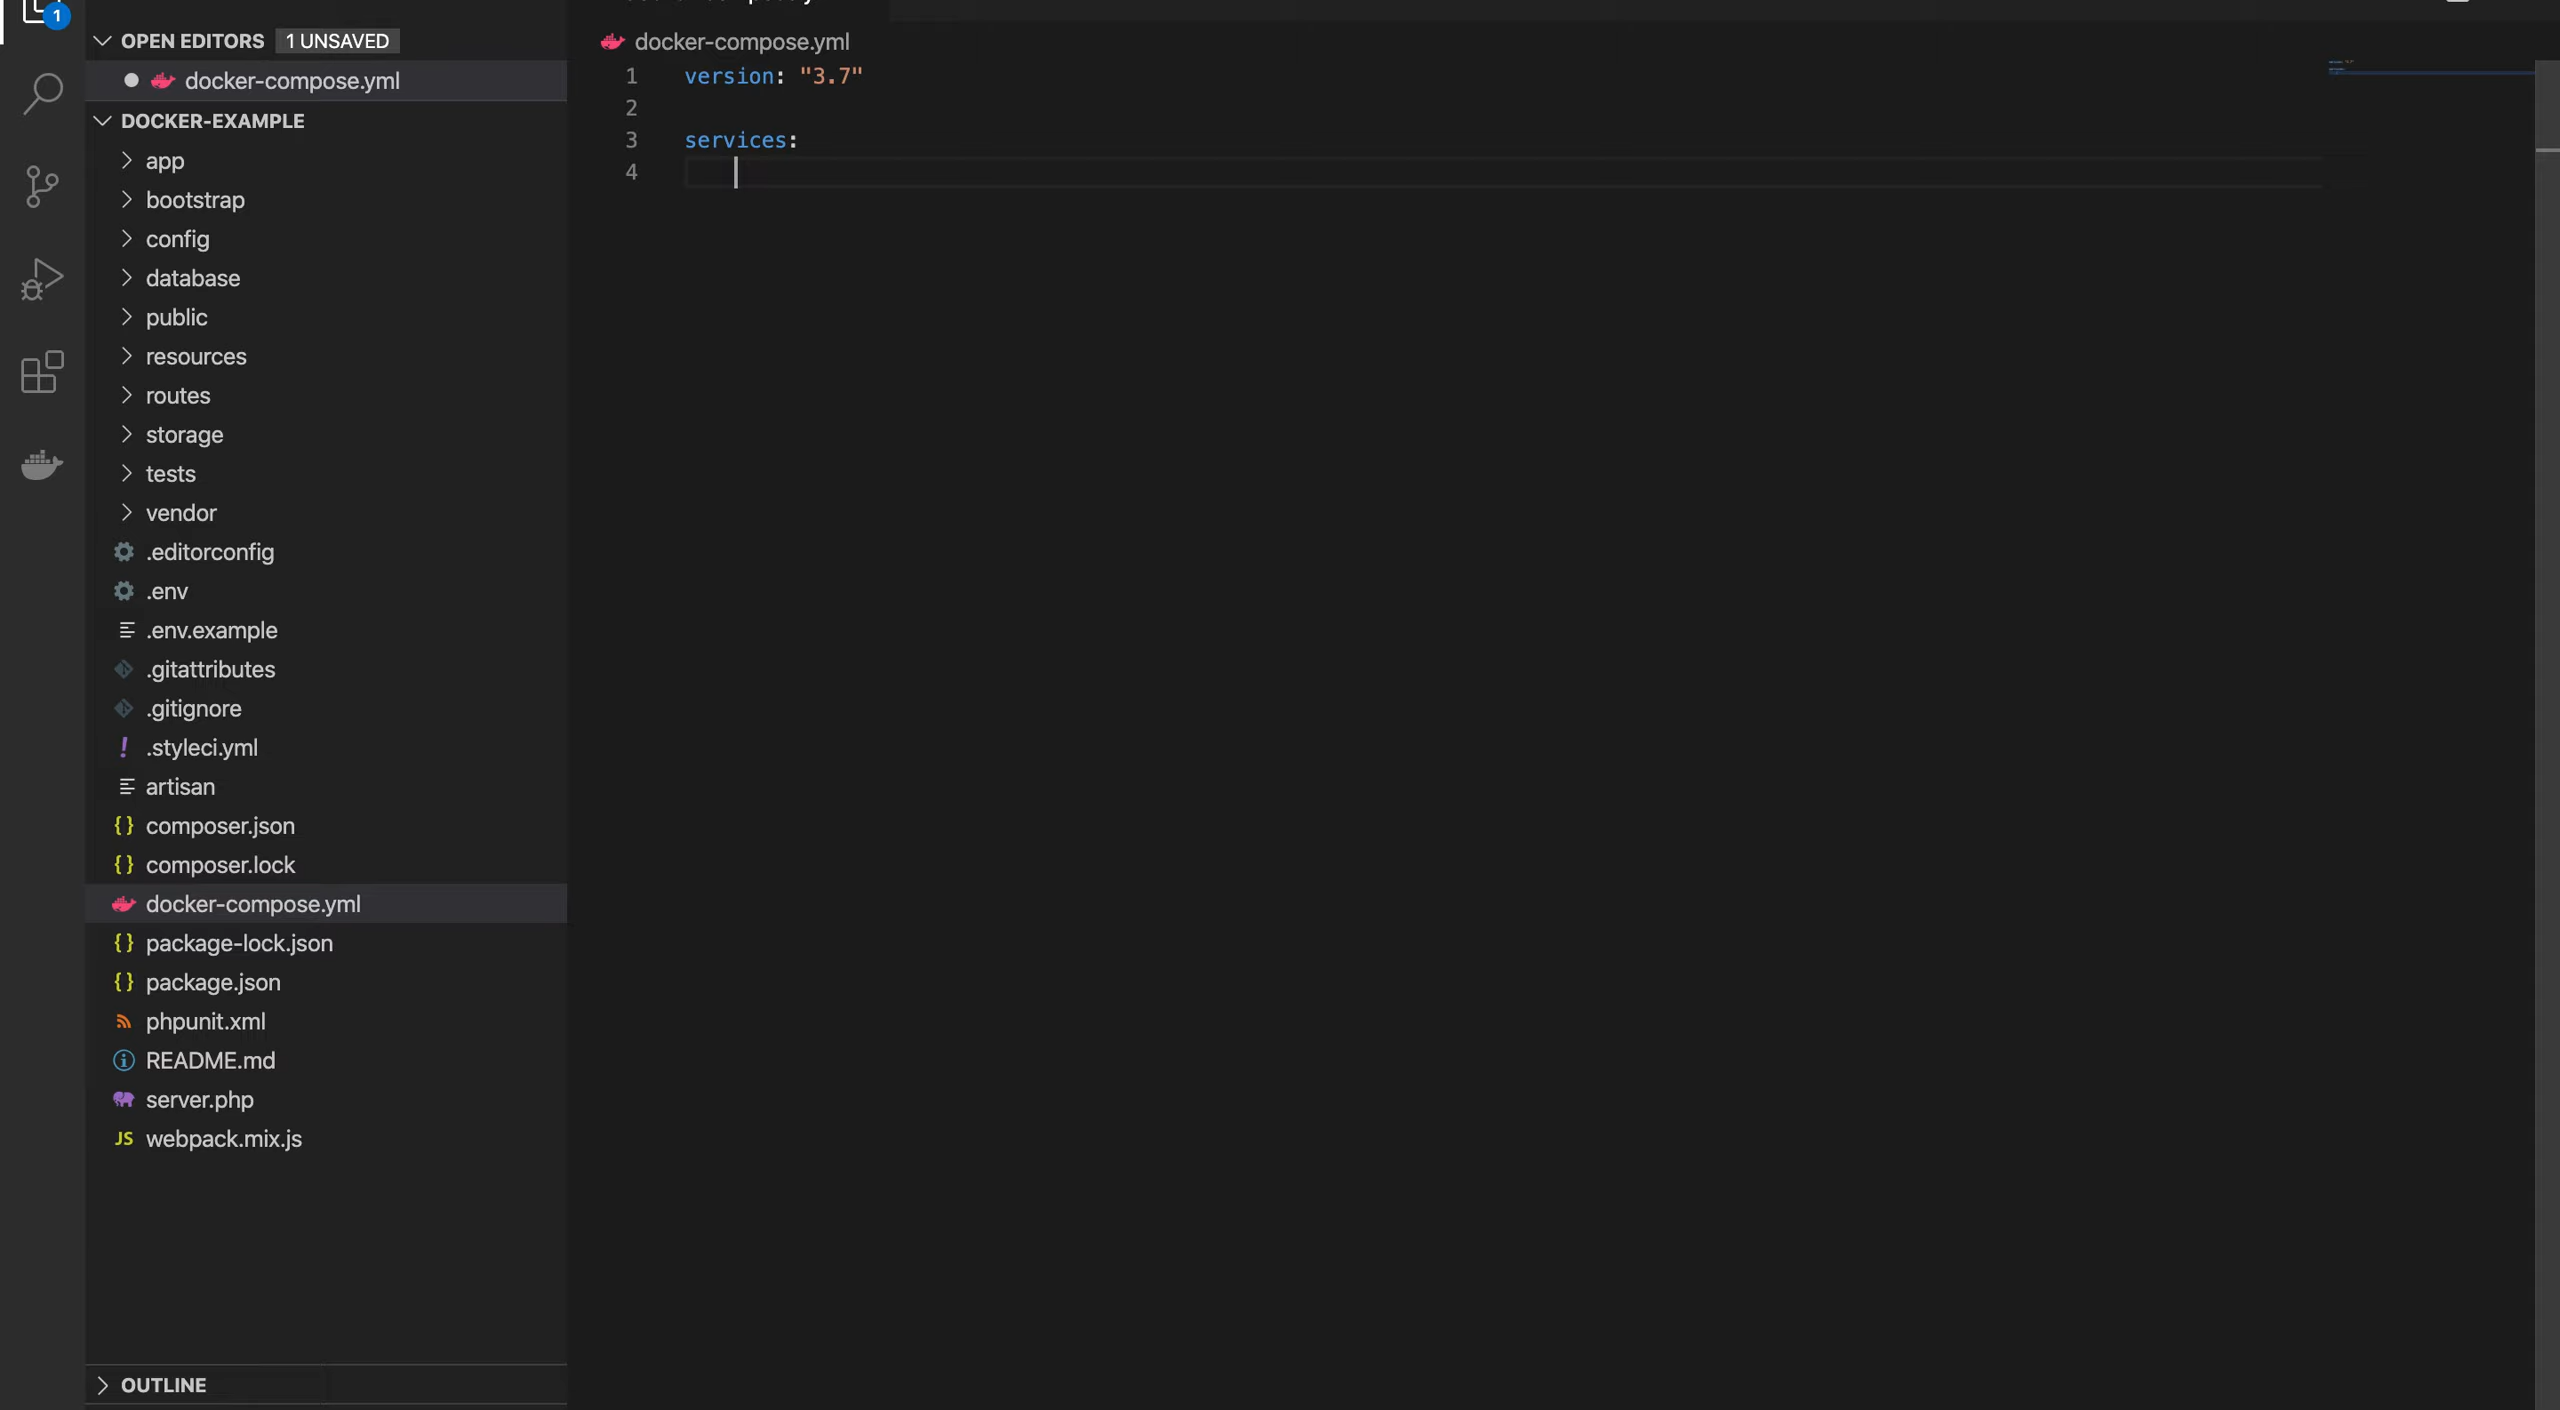 1
OPEN EDITORS 1 UNSAVED
docker-compose.yml
DOCKER-EXAMPLE
app
bootstrap
config
database
public
resources
routes
storage
tests
vendor
.editorconfig
.env
.env.example
.gitattributes
.gitignore
! .styleci.yml
artisan
{} composer.json
{} composer.lock
docker-compose.yml
{} package-lock.json
{} package.json
phpunit.xml
README.md
server.php
JS webpack.mix.js
OUTLINE
docker-compose.yml
1 version: "3.7"
2
3 services:
4